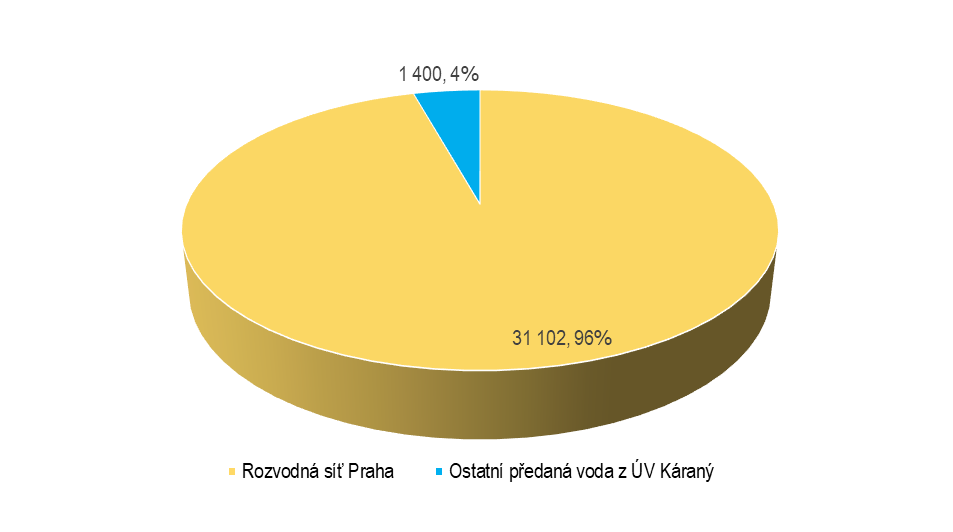 1 400, 4%
31 102, 96%
Rozvodná síť Praha
Ostatní předaná voda z ÚV Káraný